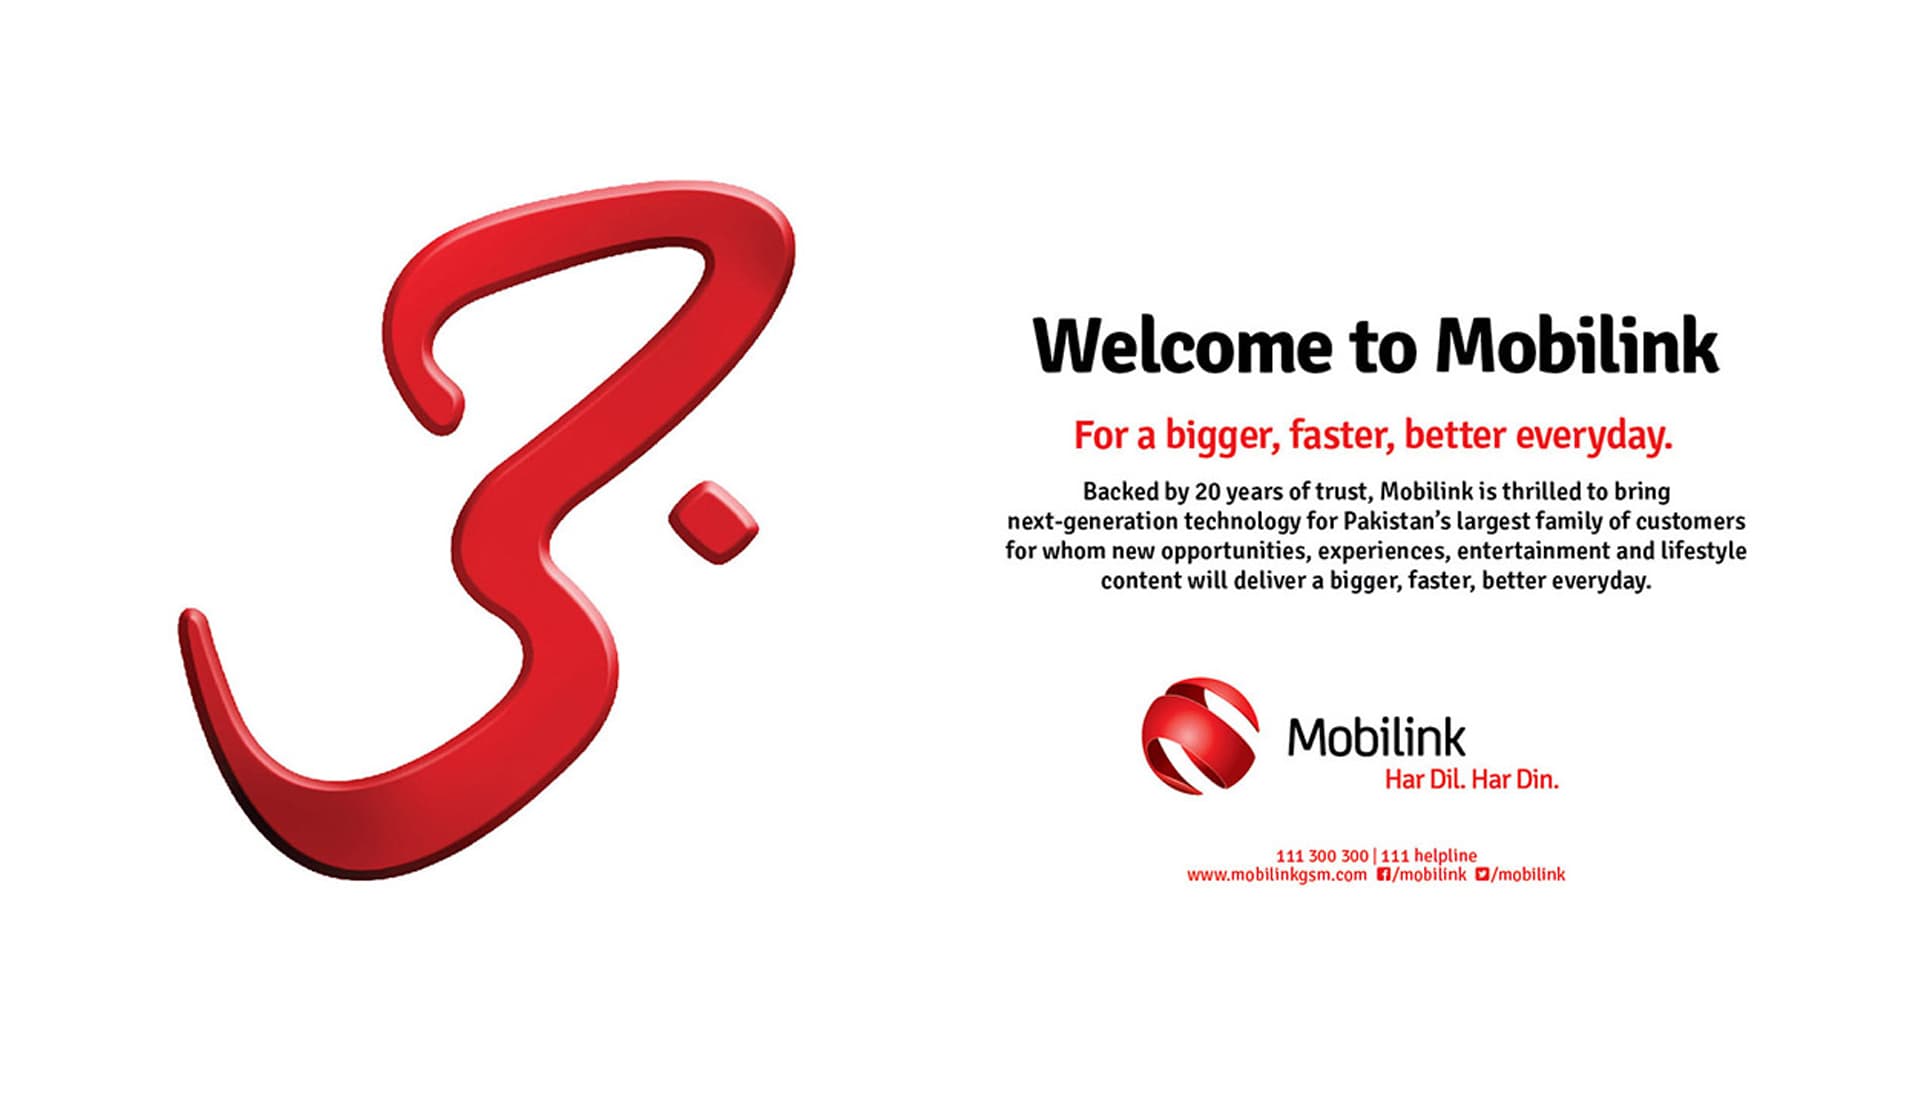 جی
Welcome to Mobilink
For a bigger, faster, better everyday.
Backed by 20 years of trust, Mobilink is thrilled to bring
next-generation technology for Pakistan’s largest family of customers
for whom new opportunities, experiences, entertainment and lifestyle
content will deliver a bigger, faster, better everyday.
Mobilink
Har Dil. Har Din.
111 300 300 | 111 helpline
www.mobilinkgsm.com /mobilink /mobilink